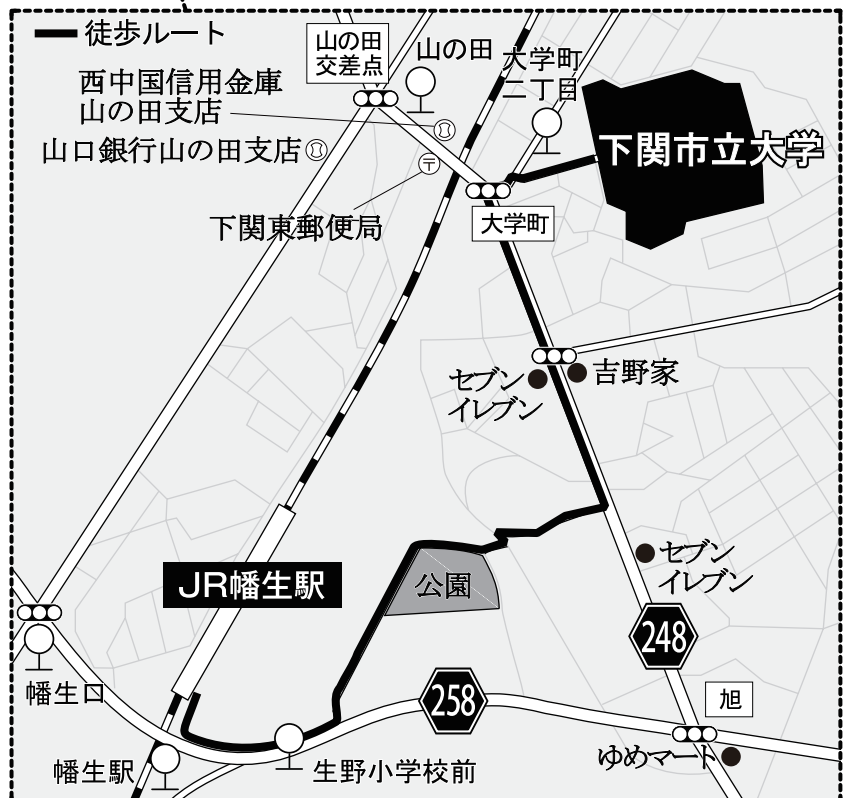 徒歩ルート
山の田
交差点
山の田
大学町
二丁目
西中国信用金庫
山の田支店
山口銀行山の田支店
〒
下関市立大学
下関東郵便局
大学町
セブン
イレブン
吉野家
セブン
イレブン
JR幡生駅
公園
248
258
旭
幡生口
ゆめマート
幡生駅
生野小学校前